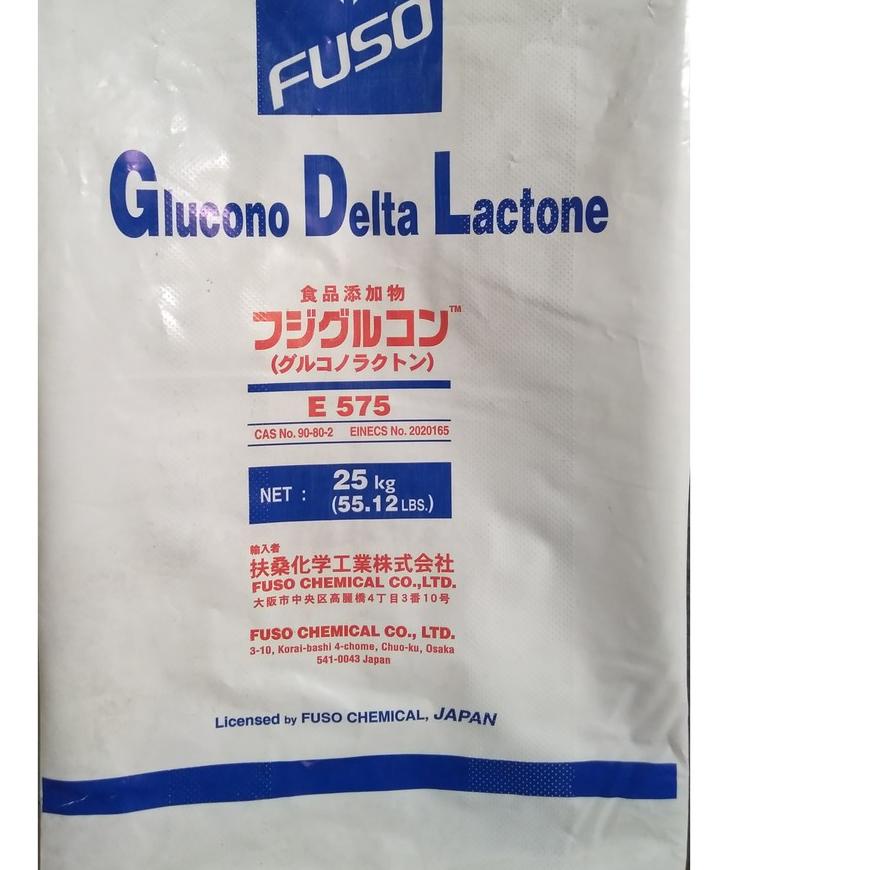 FUSO
Glucono Delta Lactone
食品添加物
フジグルコン™
(グルコノラクトン)
E 575
CAS No. 90-80-2 EINECS No. 2020165
NET : 25 kg
(55.12 LBS.)
輸入者
扶桑化学工業株式会社
FUSO CHEMICAL CO.,LTD.
大阪市中央区高麗橋4丁目3番10号
FUSO CHEMICAL CO., LTD.
3-10, Korai-bashi 4-chome, Chuo-ku, Osaka
541-0043 Japan
Licensed by FUSO CHEMICAL, JAPAN